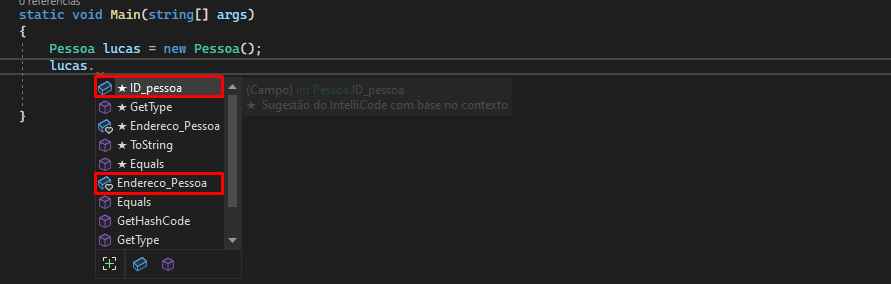 0 referências
static void Main(string[] args)
{
Pessoa lucas = new Pessoa();
lucas.
★ ID_pessoa
(Campo) int Pessoa.ID_pessoa
★ GetType
★ Sugestão do IntelliCode com base no contexto
★ Endereco_Pessoa
}
★ ToString
★ Equals
Endereco_Pessoa
Equals
GetHashCode
GetType